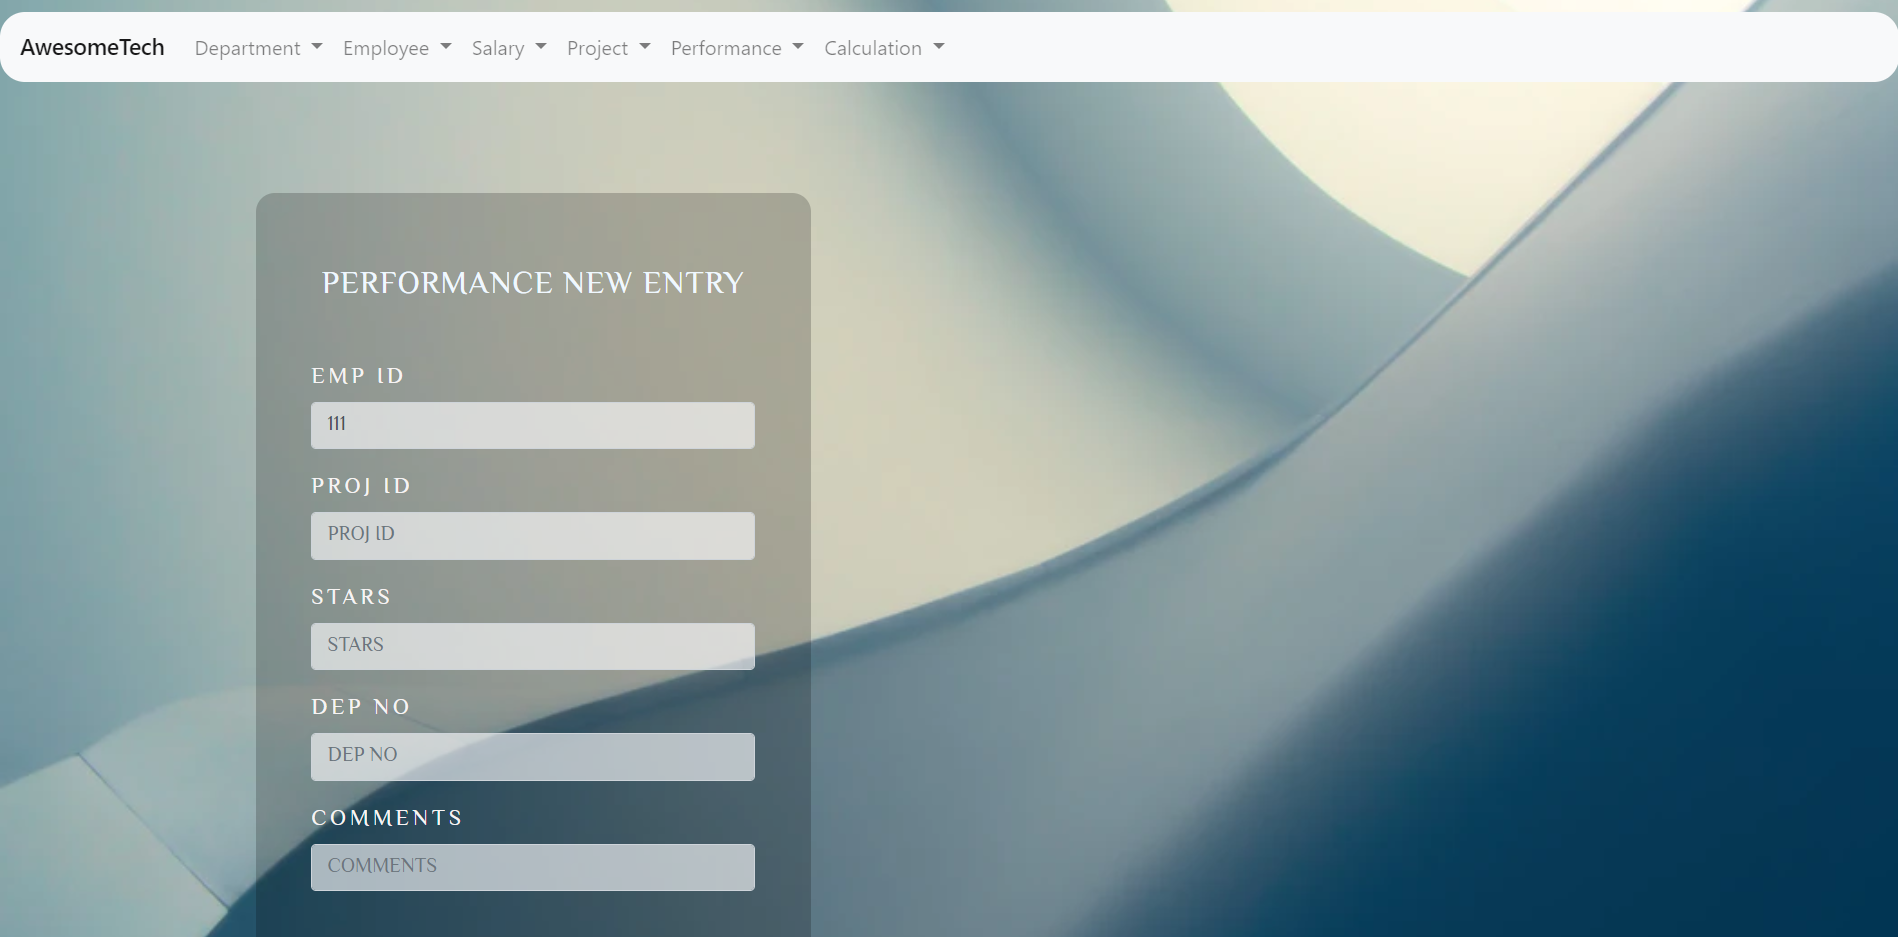 AwesomeTech Department Employee Salary Project Performance Calculation
PERFORMANCE NEW ENTRY
EMP ID
111
PROJ ID
PROJ ID
STARS
STARS
DEP NO
DEP NO
COMMENTS
COMMENTS